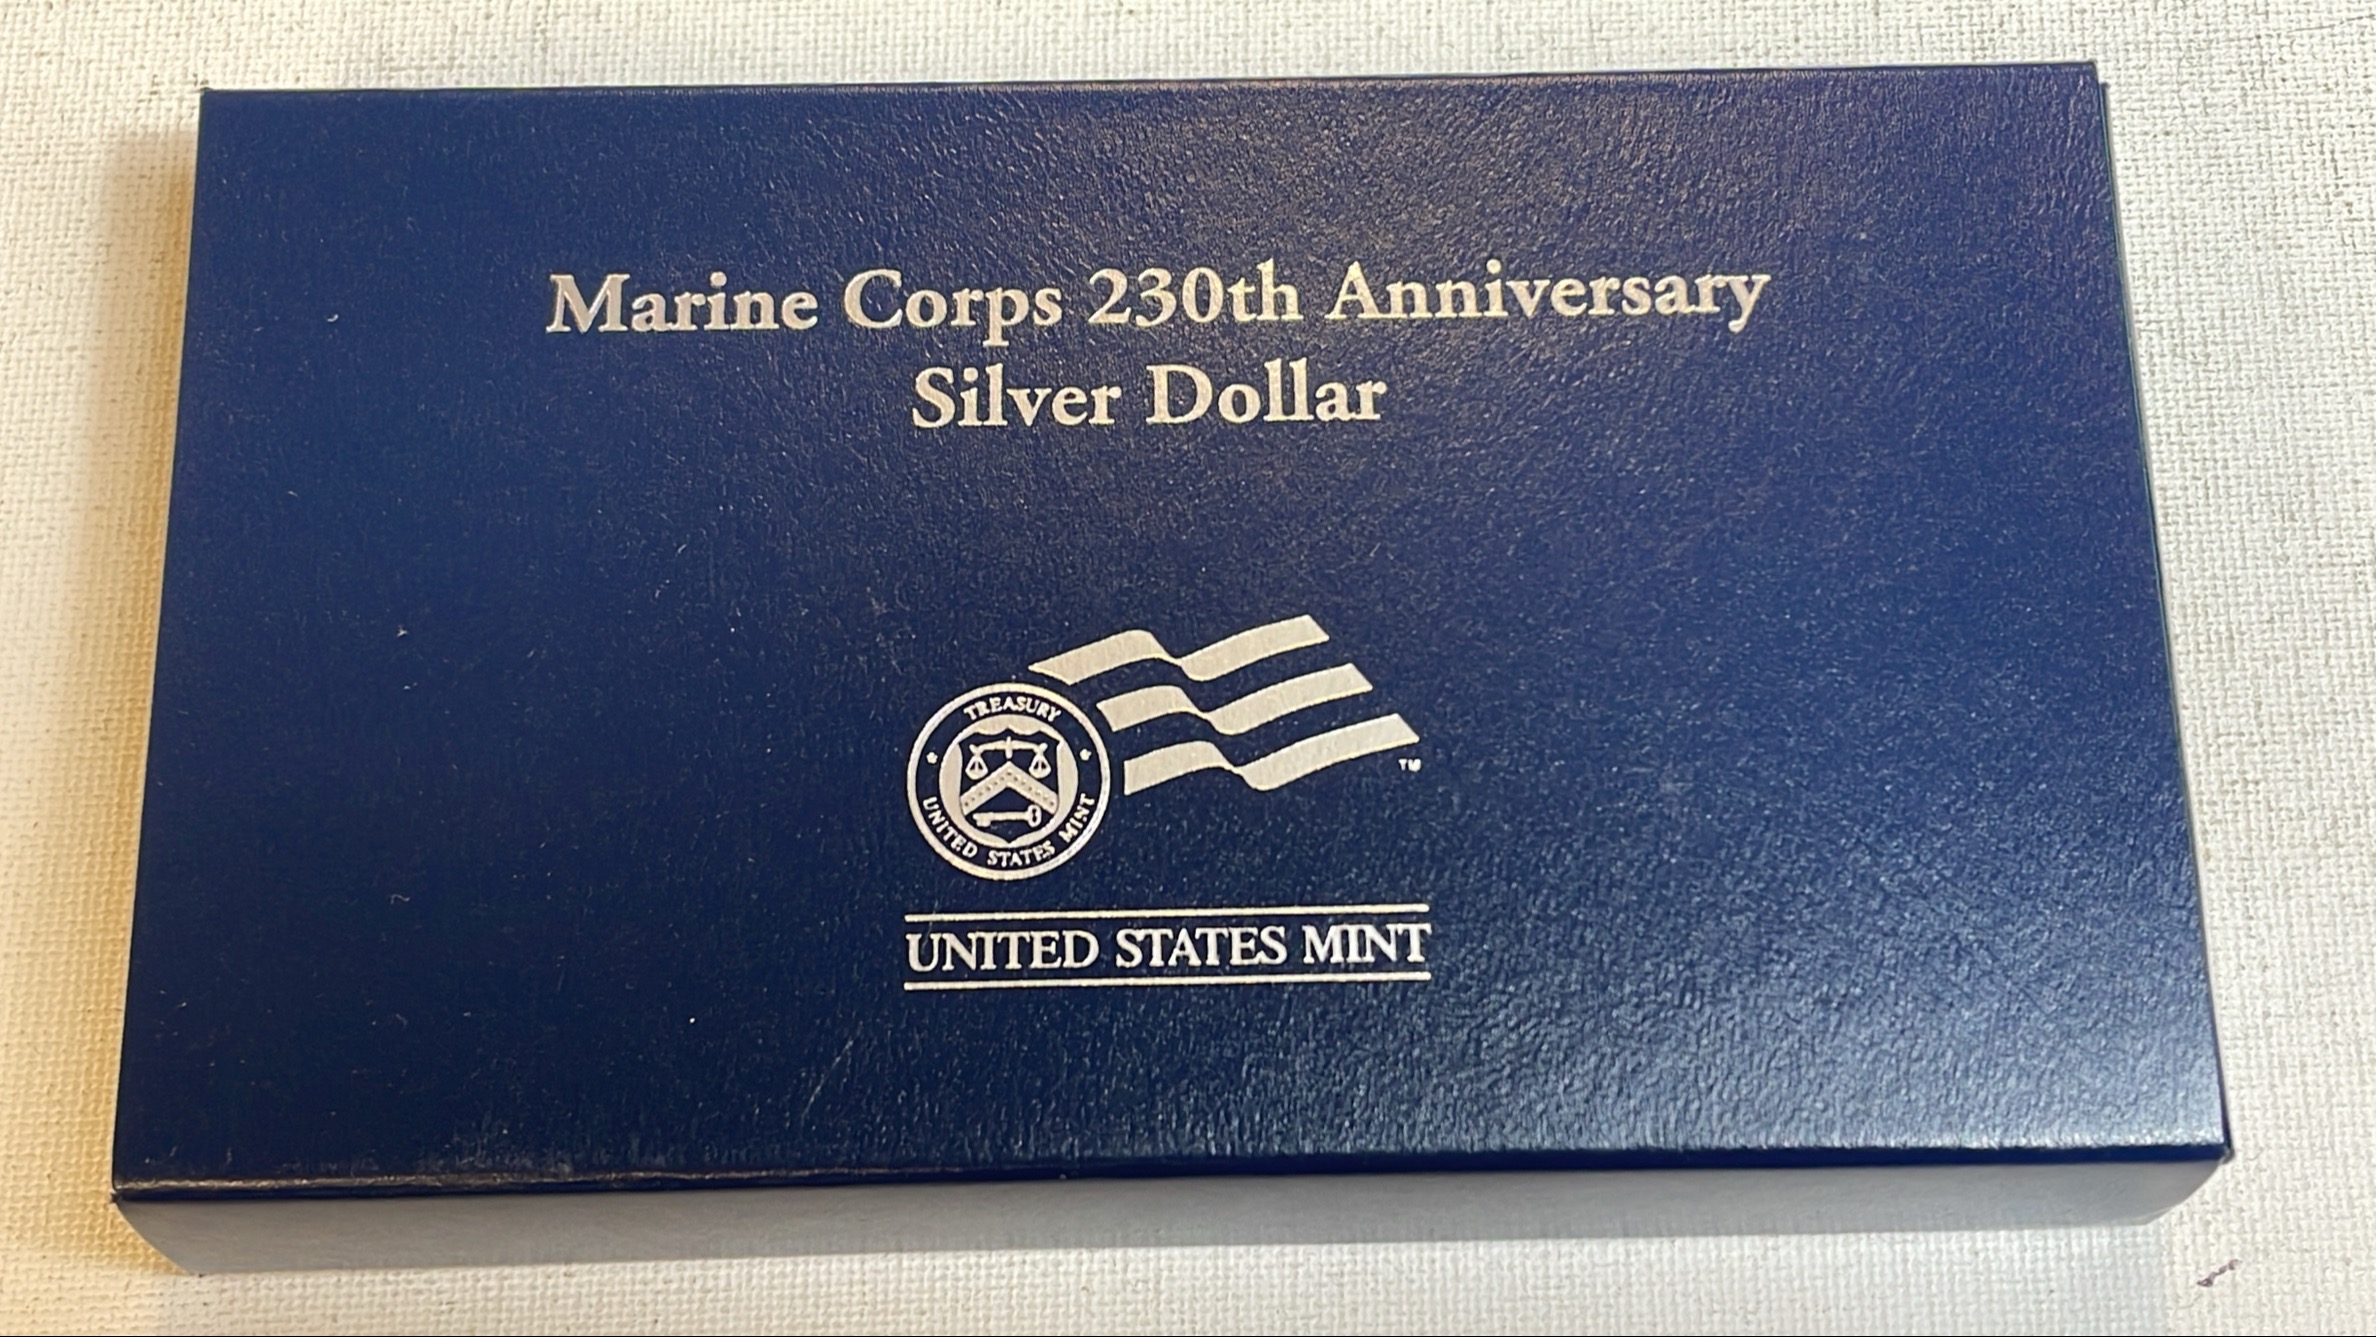 Marine Corps 230th Anniversary
Silver Dollar
TREASURY
UNITED STATES MINT
TM
UNITED STATES MINT